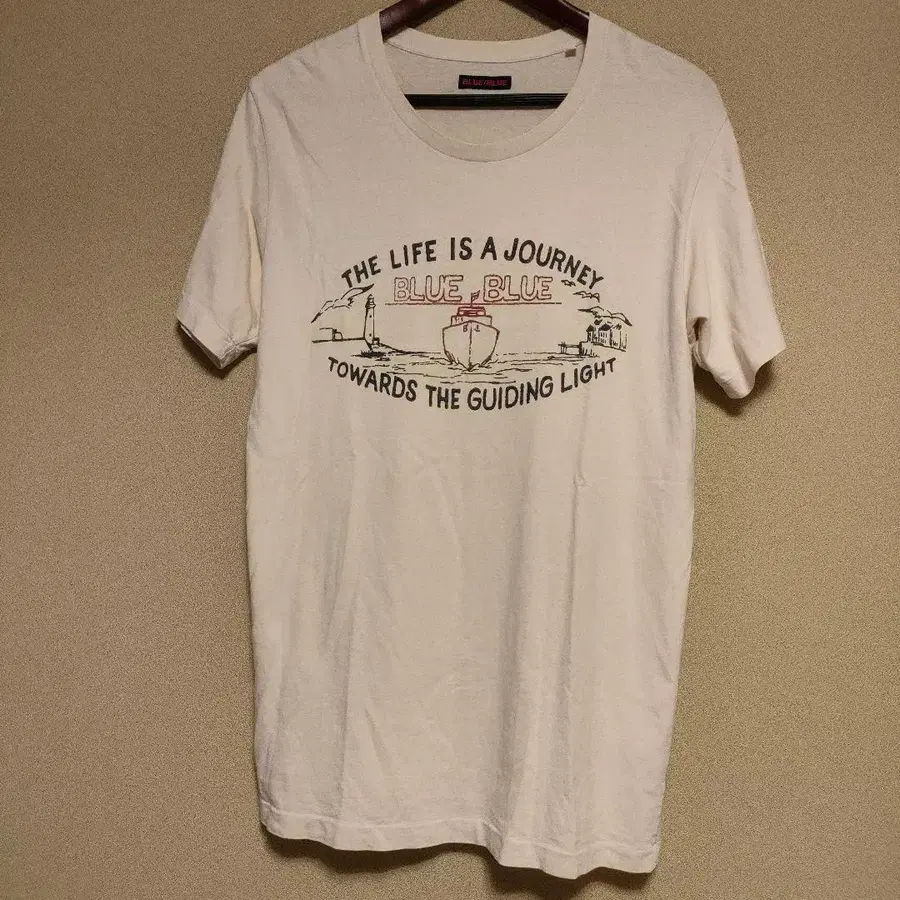 BLUE/BLUE
THE LIFE IS A JOURNEY
BLUE BLUE
TOWARDS THE GUIDING LIGHT